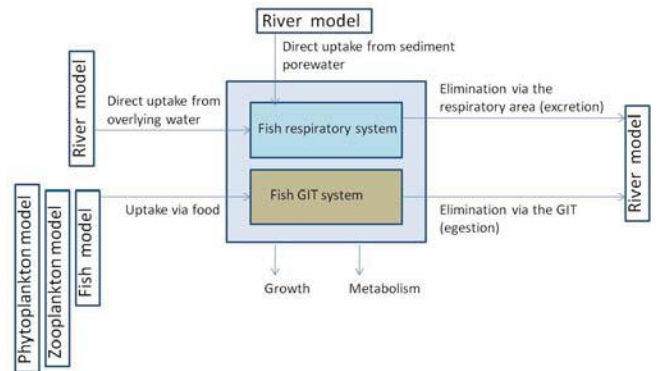 River model
Direct uptake from sediment
porewater
River model
Direct uptake from
overlying water
Fish respiratory system
Elimination via the
respiratory area (excretion)
River model
Phytoplankton model
Zooplankton model
Fish model
Uptake via food
Fish GIT system
Elimination via the GIT
(egestion)
Growth
Metabolism